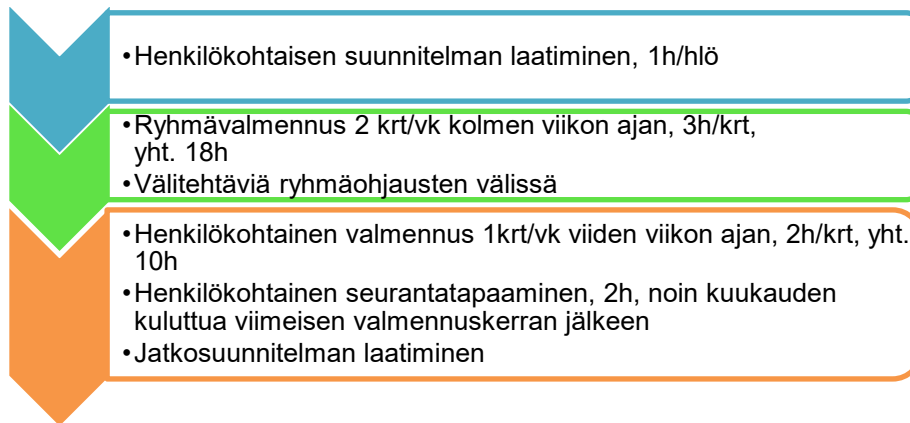 •Henkilökohtaisen suunnitelman laatiminen, 1h/hlö
•Ryhmävalmennus 2 krt/vk kolmen viikon ajan, 3h/krt,
yht. 18h
•Välitehtäviä ryhmäohjausten välissä
•Henkilökohtainen valmennus 1krt/vk viiden viikon ajan, 2h/krt, yht.
10h
•Henkilökohtainen seurantatapaaminen, 2h, noin kuukauden
kuluttua viimeisen valmennuskerran jälkeen
•Jatkosuunnitelman laatiminen